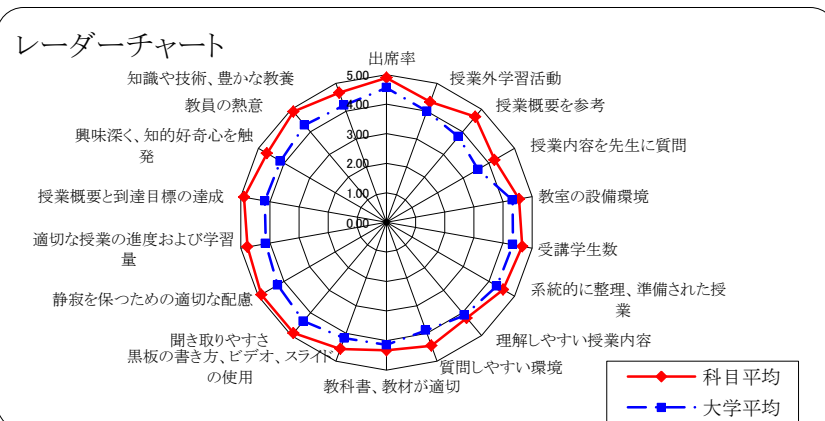 レーダーチャート
出席率
授業外学習活動
授業概要を参考
授業内容を先生に質問
教室の設備環境
受講学生数
系統的に整理、準備された授
業
理解しやすい授業内容
質問しやすい環境
教科書、教材が適切
黒板の書き方、ビデオ、スライド
の使用
聞き取りやすさ
静寂を保つための適切な配慮
適切な授業の進度および学習
量
授業概要と到達目標の達成
興味深く、知的好奇心を触
発
教員の熱意
知識や技術、豊かな教養
5.00
4.00
3.00
2.00
1.00
0.00
科目平均
大学平均